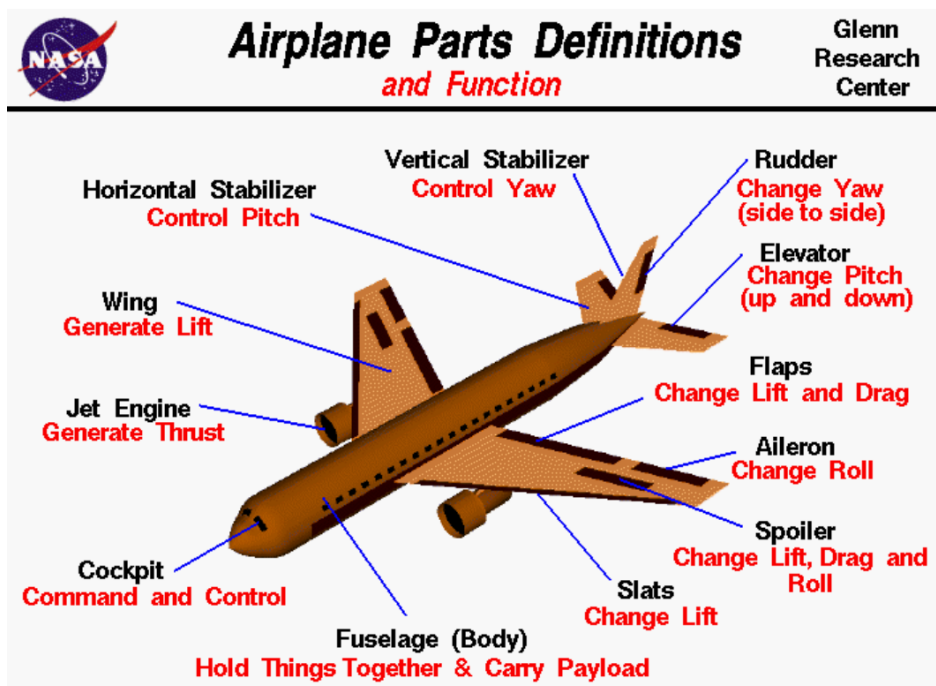 NASA
Airplane Parts Definitions
and Function
Glenn
Research
Center
Vertical Stabilizer
Control Yaw
Rudder
Change Yaw
(side to side)
Horizontal Stabilizer
Control Pitch
Elevator
Change Pitch
(up and down)
Wing
Generate Lift
Flaps
Change Lift and Drag
Jet Engine
Generate Thrust
Aileron
Change Roll
Spoiler
Change Lift, Drag and
Roll
Cockpit
Command and Control
Slats
Change Lift
Fuselage (Body)
Hold Things Together & Carry Payload